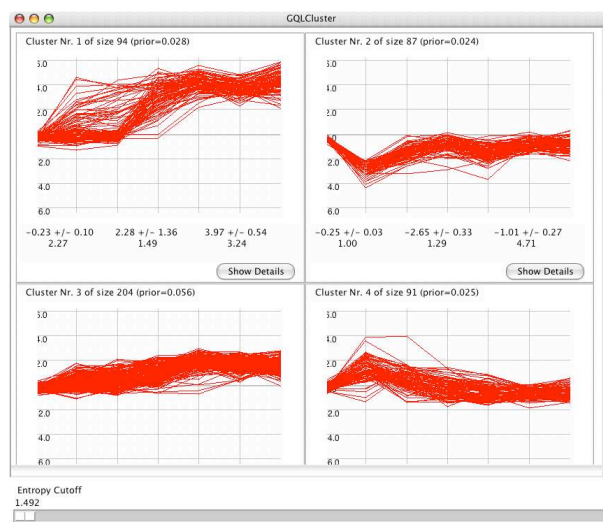 GQLCluster
Cluster Nr. 1 of size 94 (prior=0.028)
4.0
2.0
2.0
4.0
6.0
-0.23 +/- 0.10 2.28 +/- 1.36 3.97 +/- 0.54
2.27 1.49 3.24
Show Details
Cluster Nr. 2 of size 87 (prior=0.024)
4.0
2.0
2.0
4.0
6.0
-0.25 +/- 0.03 -2.65 +/- 0.33 -1.01 +/- 0.27
1.00 1.29 4.71
Show Details
Cluster Nr. 3 of size 204 (prior=0.056)
4.0
2.0
2.0
4.0
6.0
Cluster Nr. 4 of size 91 (prior=0.025)
4.0
2.0
2.0
4.0
6.0
Entropy Cutoff
1.492